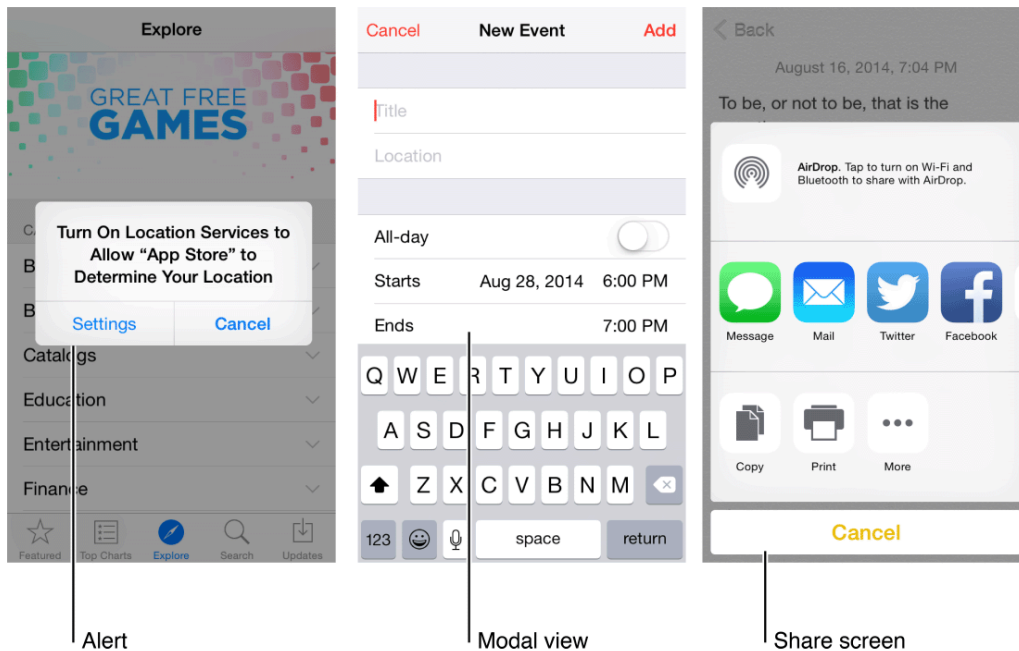 Explore
GREAT FREE
GAMES
Turn On Location Services to
Allow “App Store” to
Determine Your Location
Settings
Cancel
Catalogs
Education
Entertainment
Finance
Featured
Top Charts
Explore
Search
Updates
Alert
Cancel
New Event
Add
Title
Location
All-day
Starts
Aug 28, 2014
6:00 PM
Ends
7:00 PM
Q W E R T Y U I O P
A S D F G H J K L
Z X C V B N M
123
space
return
Modal view
Back
August 16, 2014, 7:04 PM
To be, or not to be, that is the
AirDrop. Tap to turn on Wi-Fi and
Bluetooth to share with AirDrop.
Message
Mail
Twitter
Facebook
Copy
Print
More
Cancel
Share screen